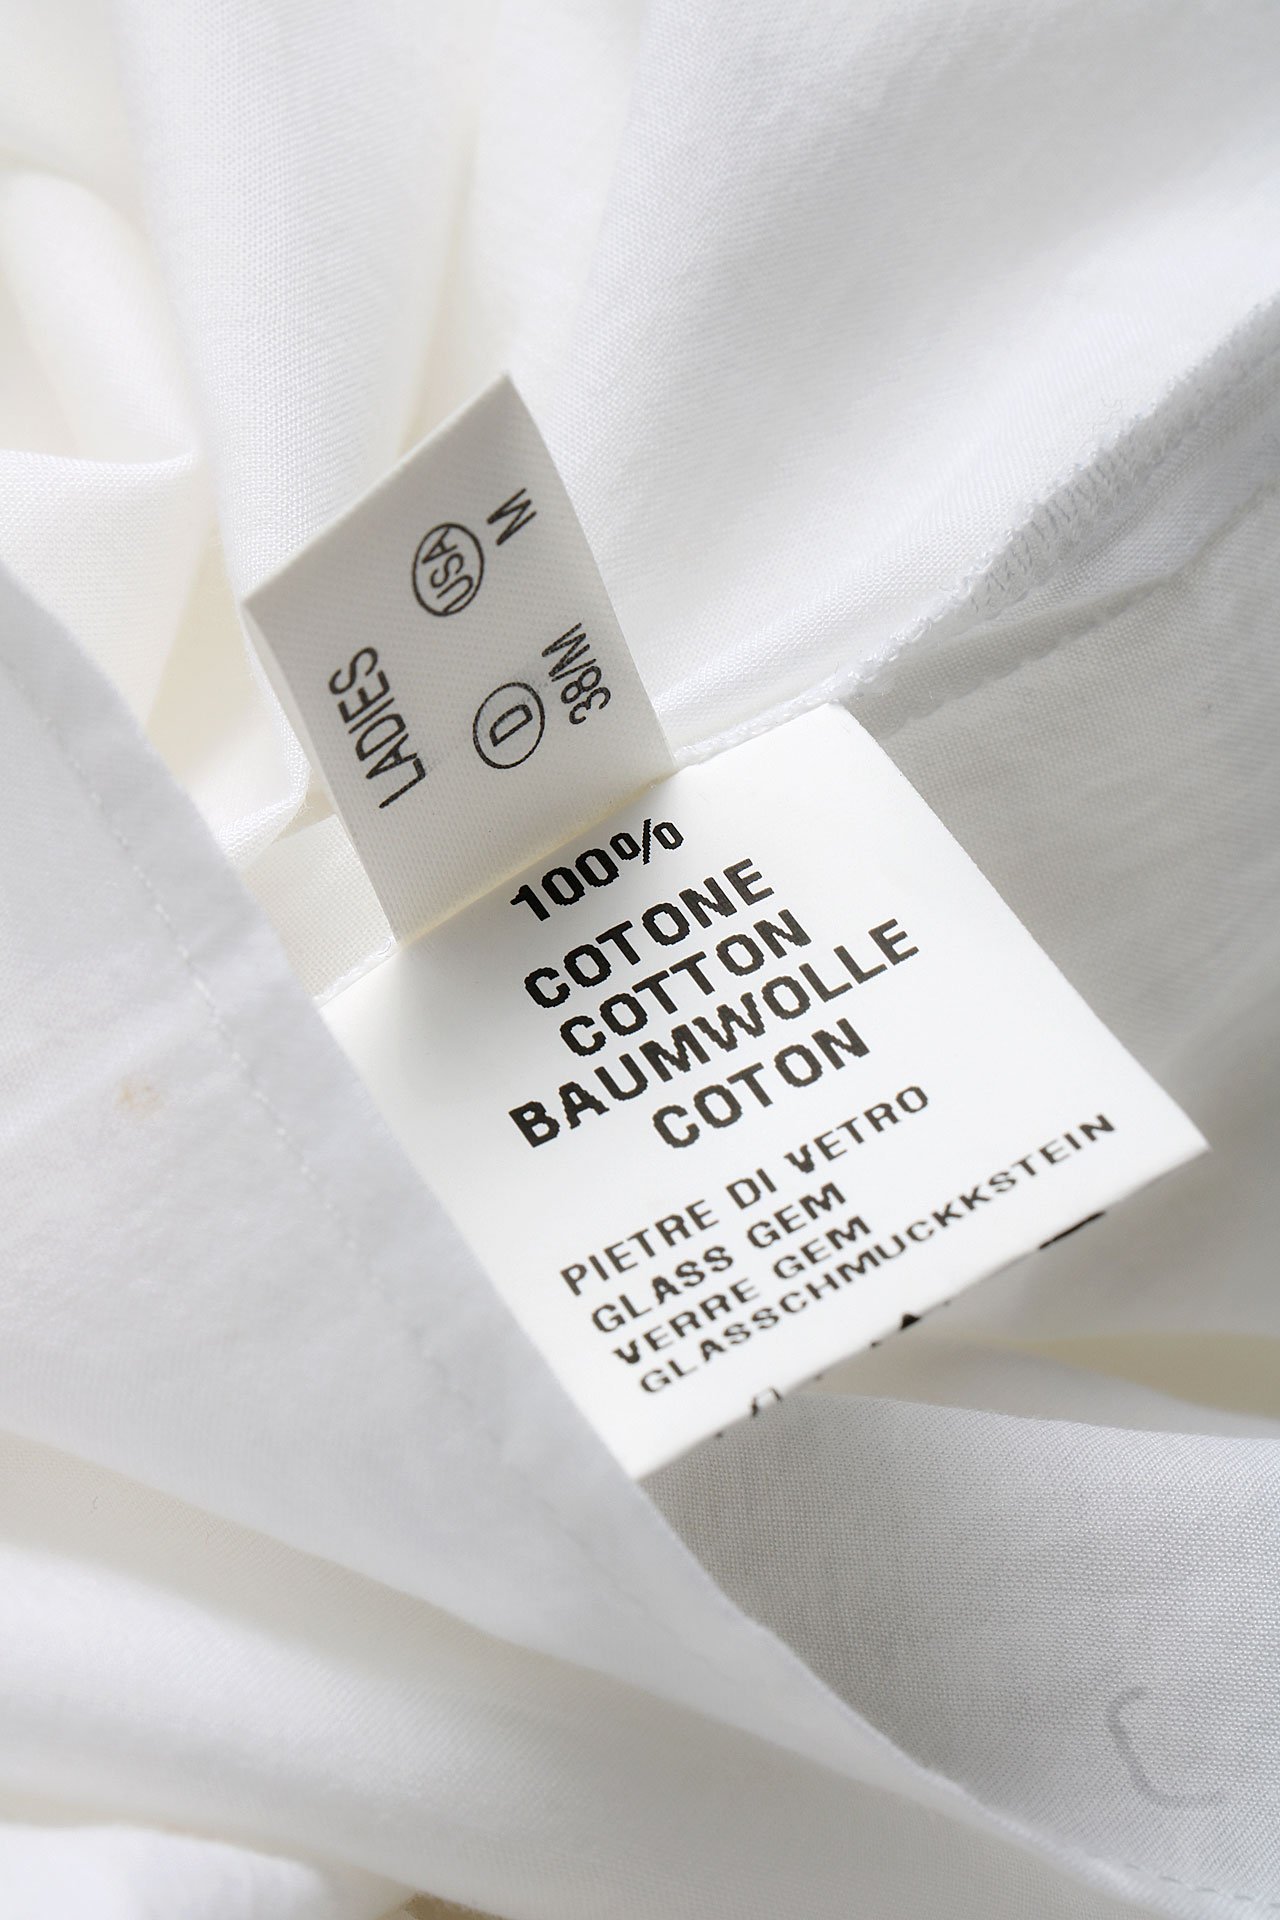 LADIES
USA M
D 38/M
100%
COTONE
COTTON
BAUMWOLLE
COTON
PIETRE DI VETRO
GLASS GEM
VERRE GEM
GLASSCHMUCKKSTEIN